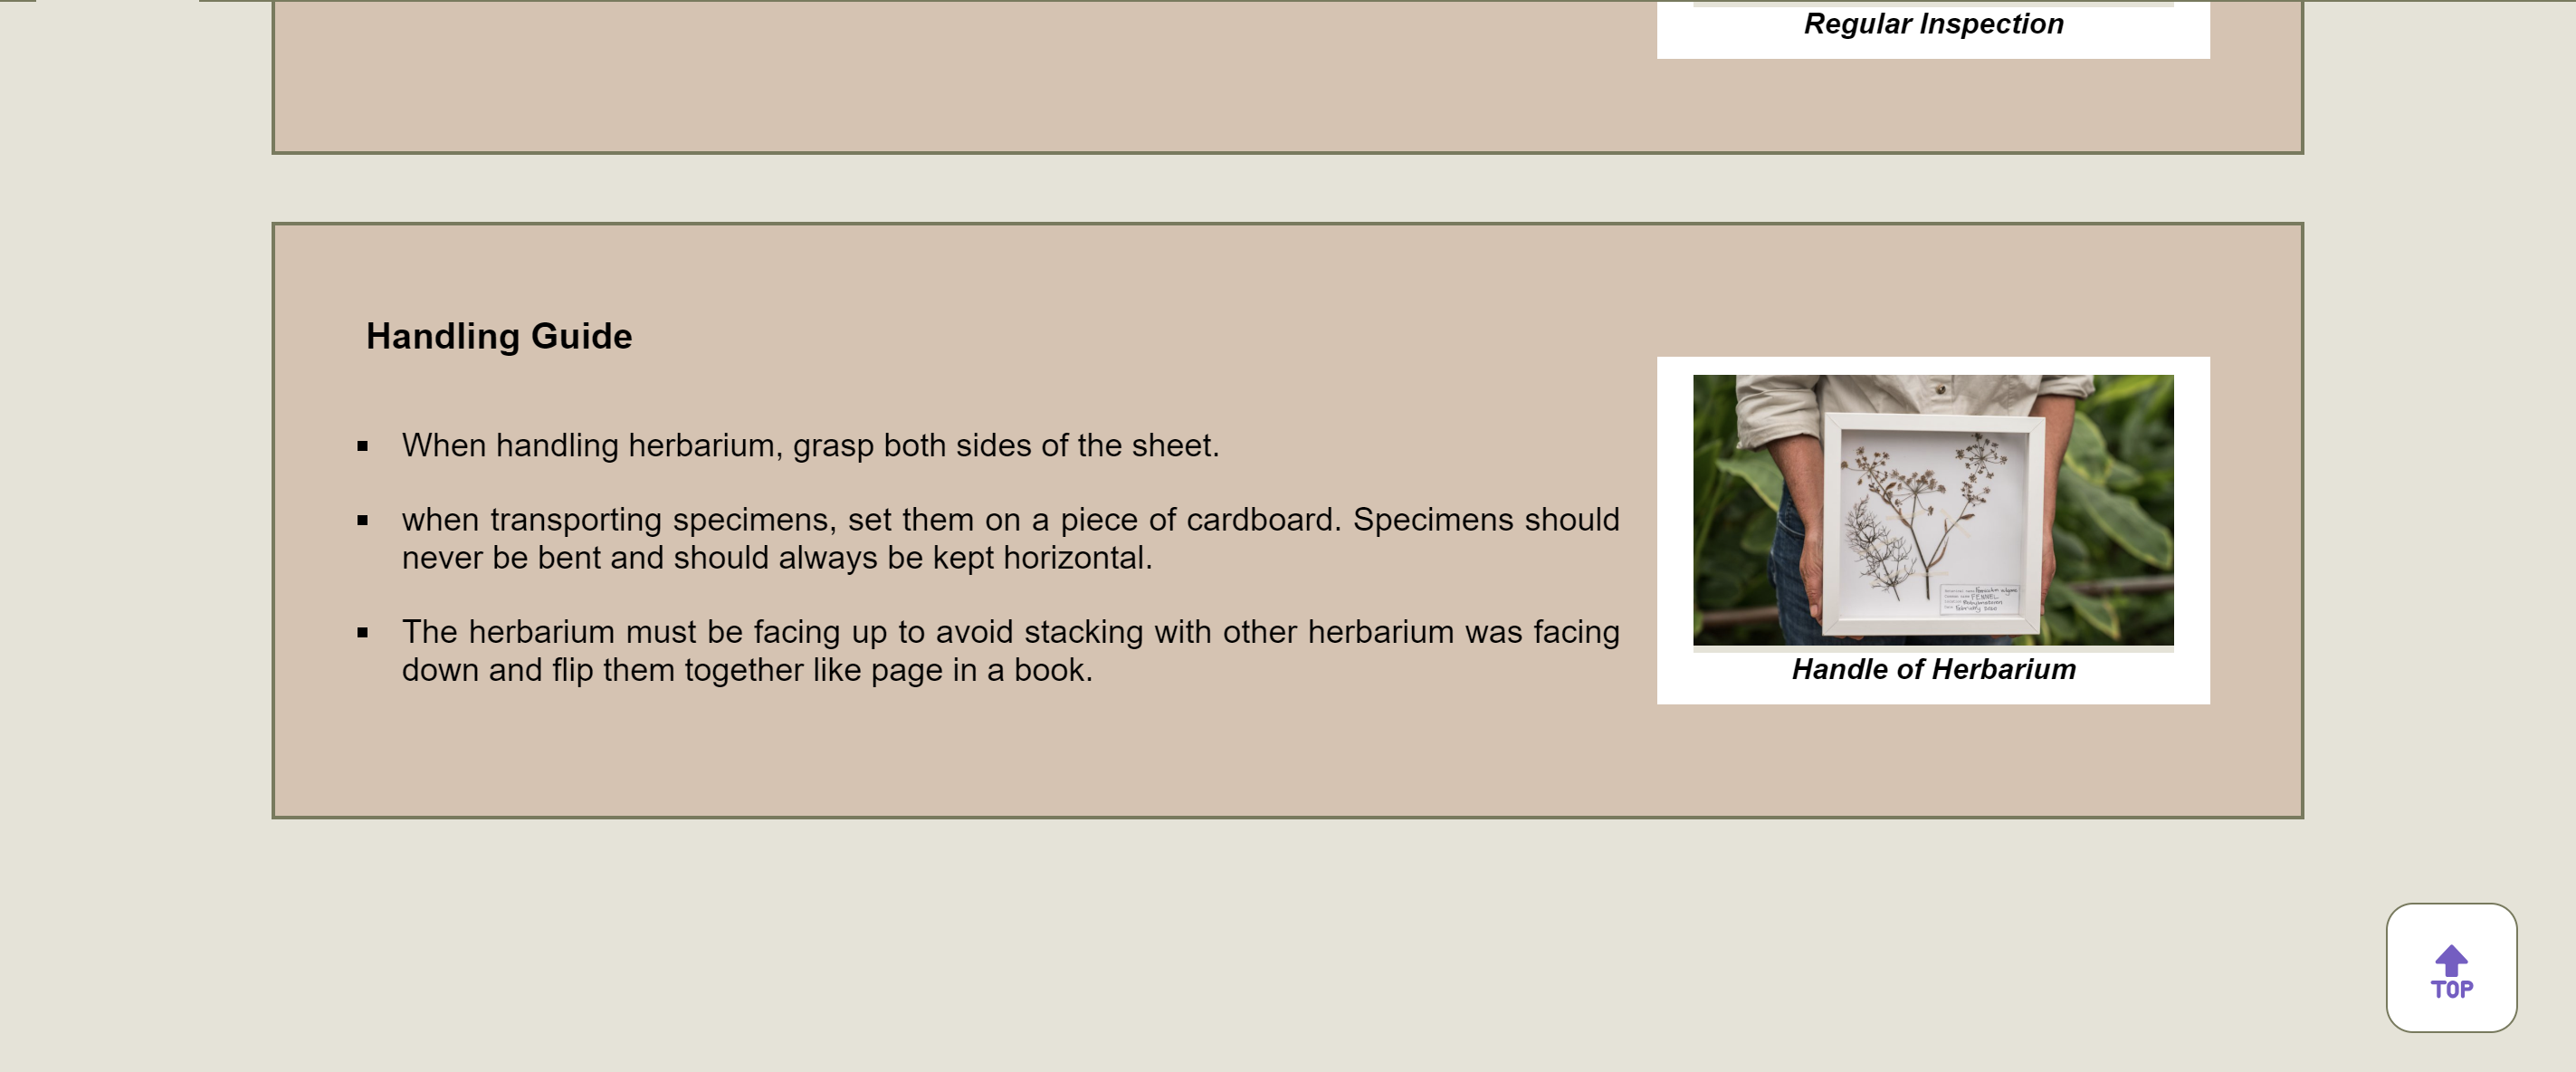 Regular Inspection
Handling Guide
▪ When handling herbarium, grasp both sides of the sheet.
▪ when transporting specimens, set them on a piece of cardboard. Specimens should
never be bent and should always be kept horizontal.
▪ The herbarium must be facing up to avoid stacking with other herbarium was facing
down and flip them together like page in a book.
FENNEL
February 2020
Handle of Herbarium
TOP